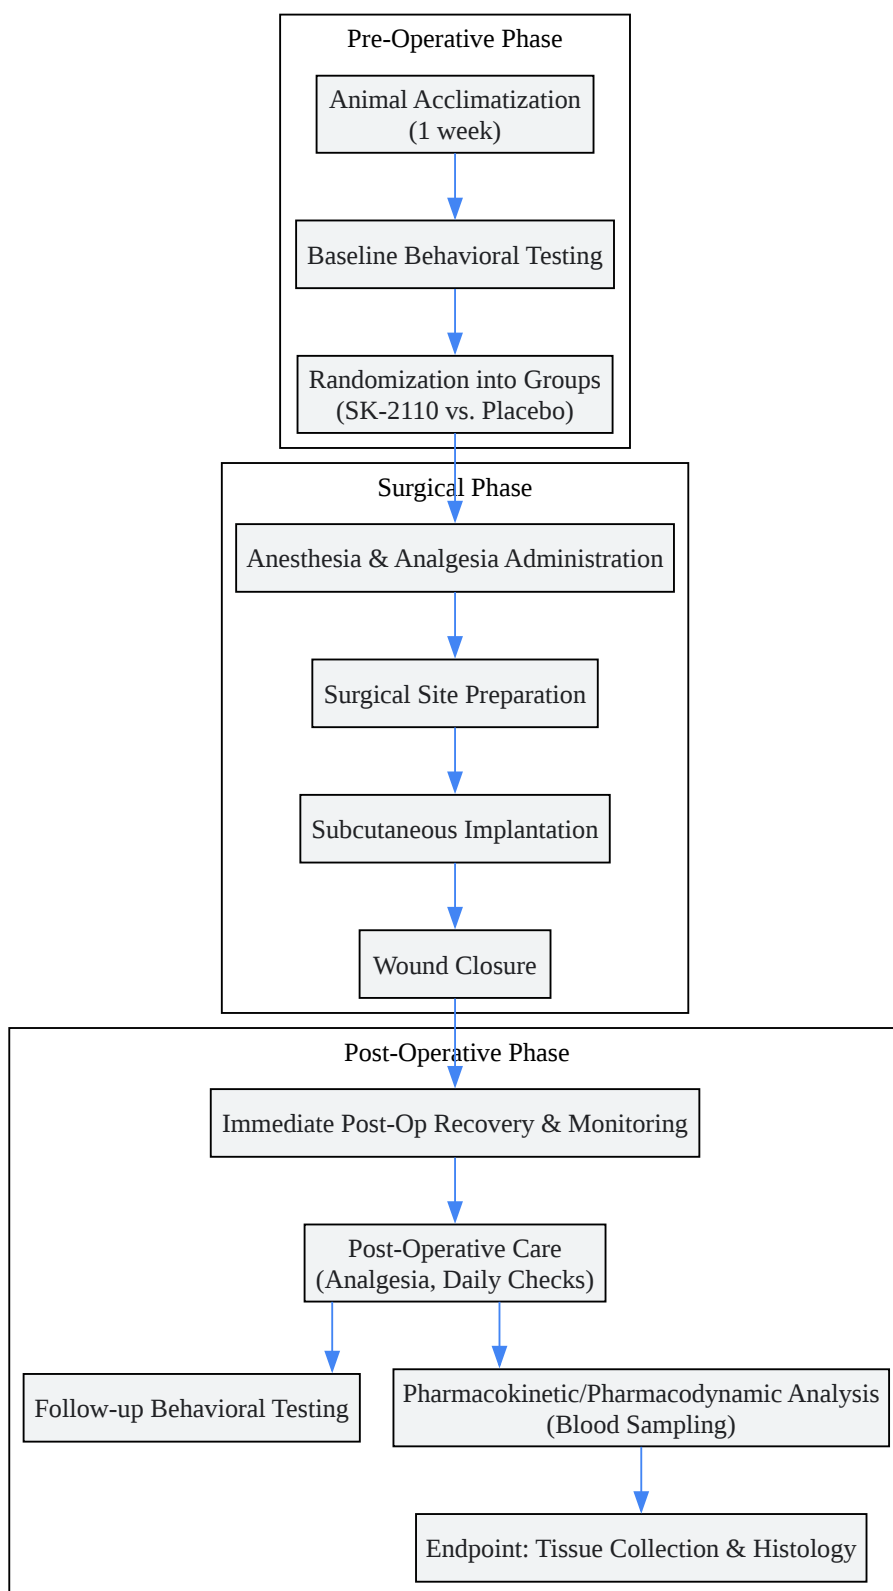 Pre-Operative Phase
Animal Acclimatization
(1 week)
Baseline Behavioral Testing
Randomization into Groups
(SK-2110 vs. Placebo)
Surgical Phase
Anesthesia & Analgesia Administration
Surgical Site Preparation
Subcutaneous Implantation
Wound Closure
Post-Operative Phase
Immediate Post-Op Recovery & Monitoring
Post-Operative Care
(Analgesia, Daily Checks)
Follow-up Behavioral Testing
Pharmacokinetic/Pharmacodynamic Analysis
(Blood Sampling)
Endpoint: Tissue Collection & Histology